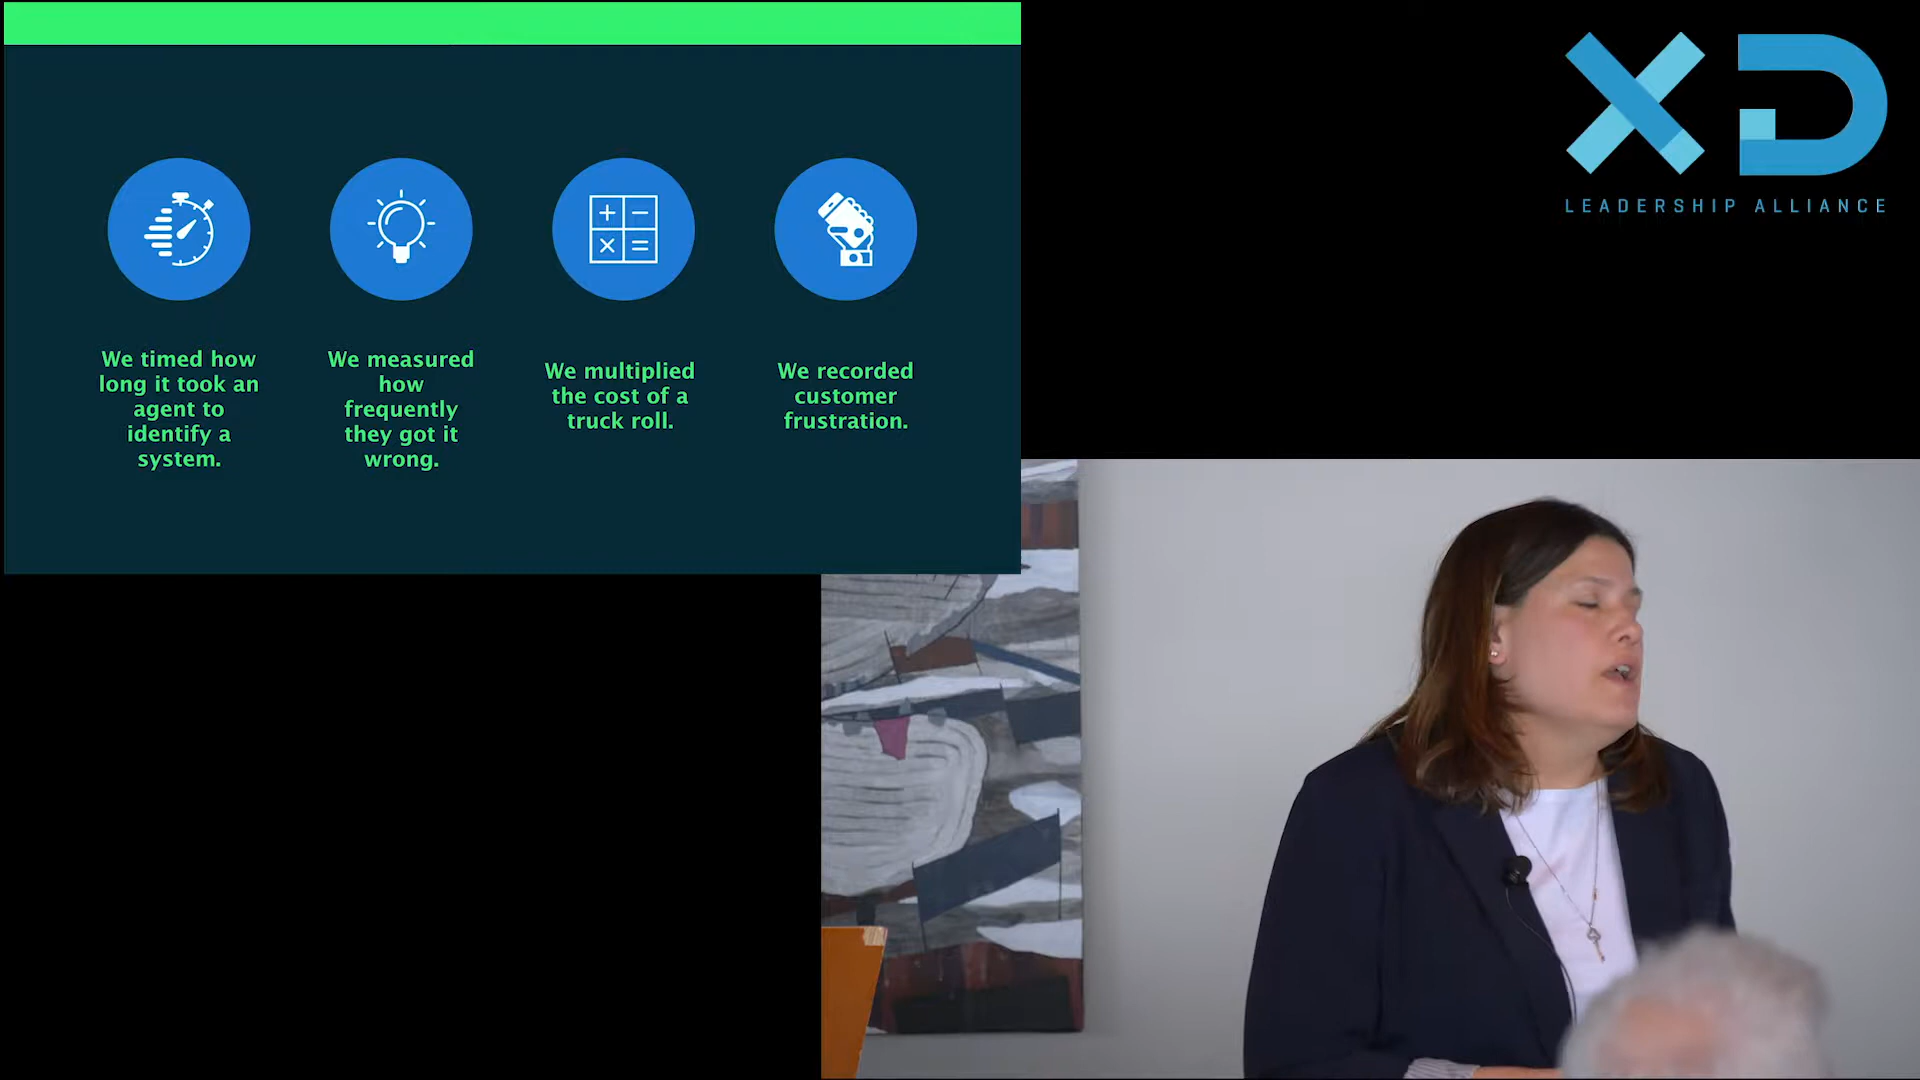 We timed how
long it took an
agent to
identify a
system.
We measured
how
frequently
they got it
wrong.
We multiplied
the cost of a
truck roll.
We recorded
customer
frustration.
XD
LEADERSHIP ALLIANCE